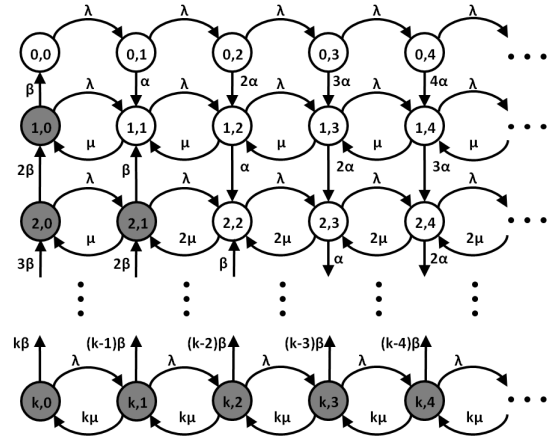 λ λ λ λ λ
0,0 0,1 0,2 0,3 0,4
β α 2α 3α 4α
λ λ λ λ λ
1,0 1,1 1,2 1,3 1,4
μ μ μ μ μ
2β β α 2α 3α
λ λ λ λ λ
2,0 2,1 2,2 2,3 2,4
μ 2μ 2μ 2μ 2μ
3β 2β β α 2α
kβ (k-1)β (k-2)β (k-3)β (k-4)β
λ λ λ λ λ
k,0 k,1 k,2 k,3 k,4
kμ kμ kμ kμ kμ